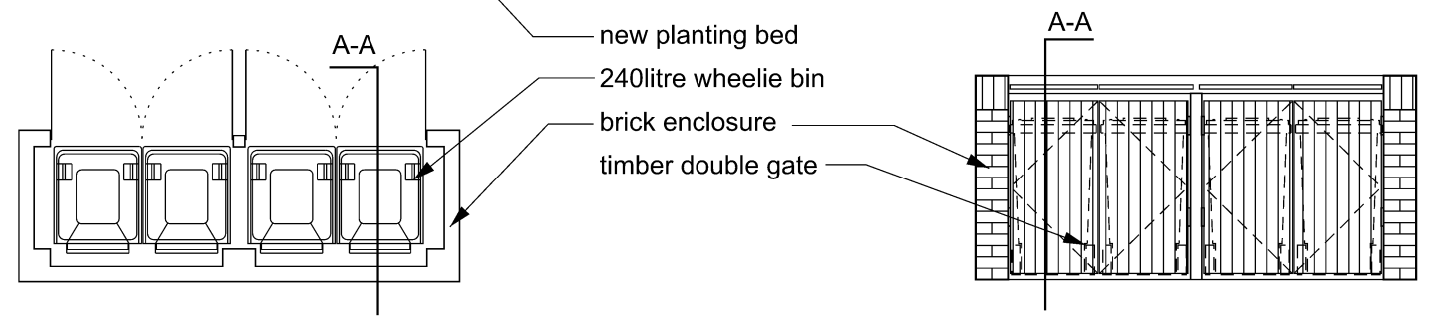 A-A
new planting bed
240litre wheelie bin
brick enclosure
timber double gate
A-A